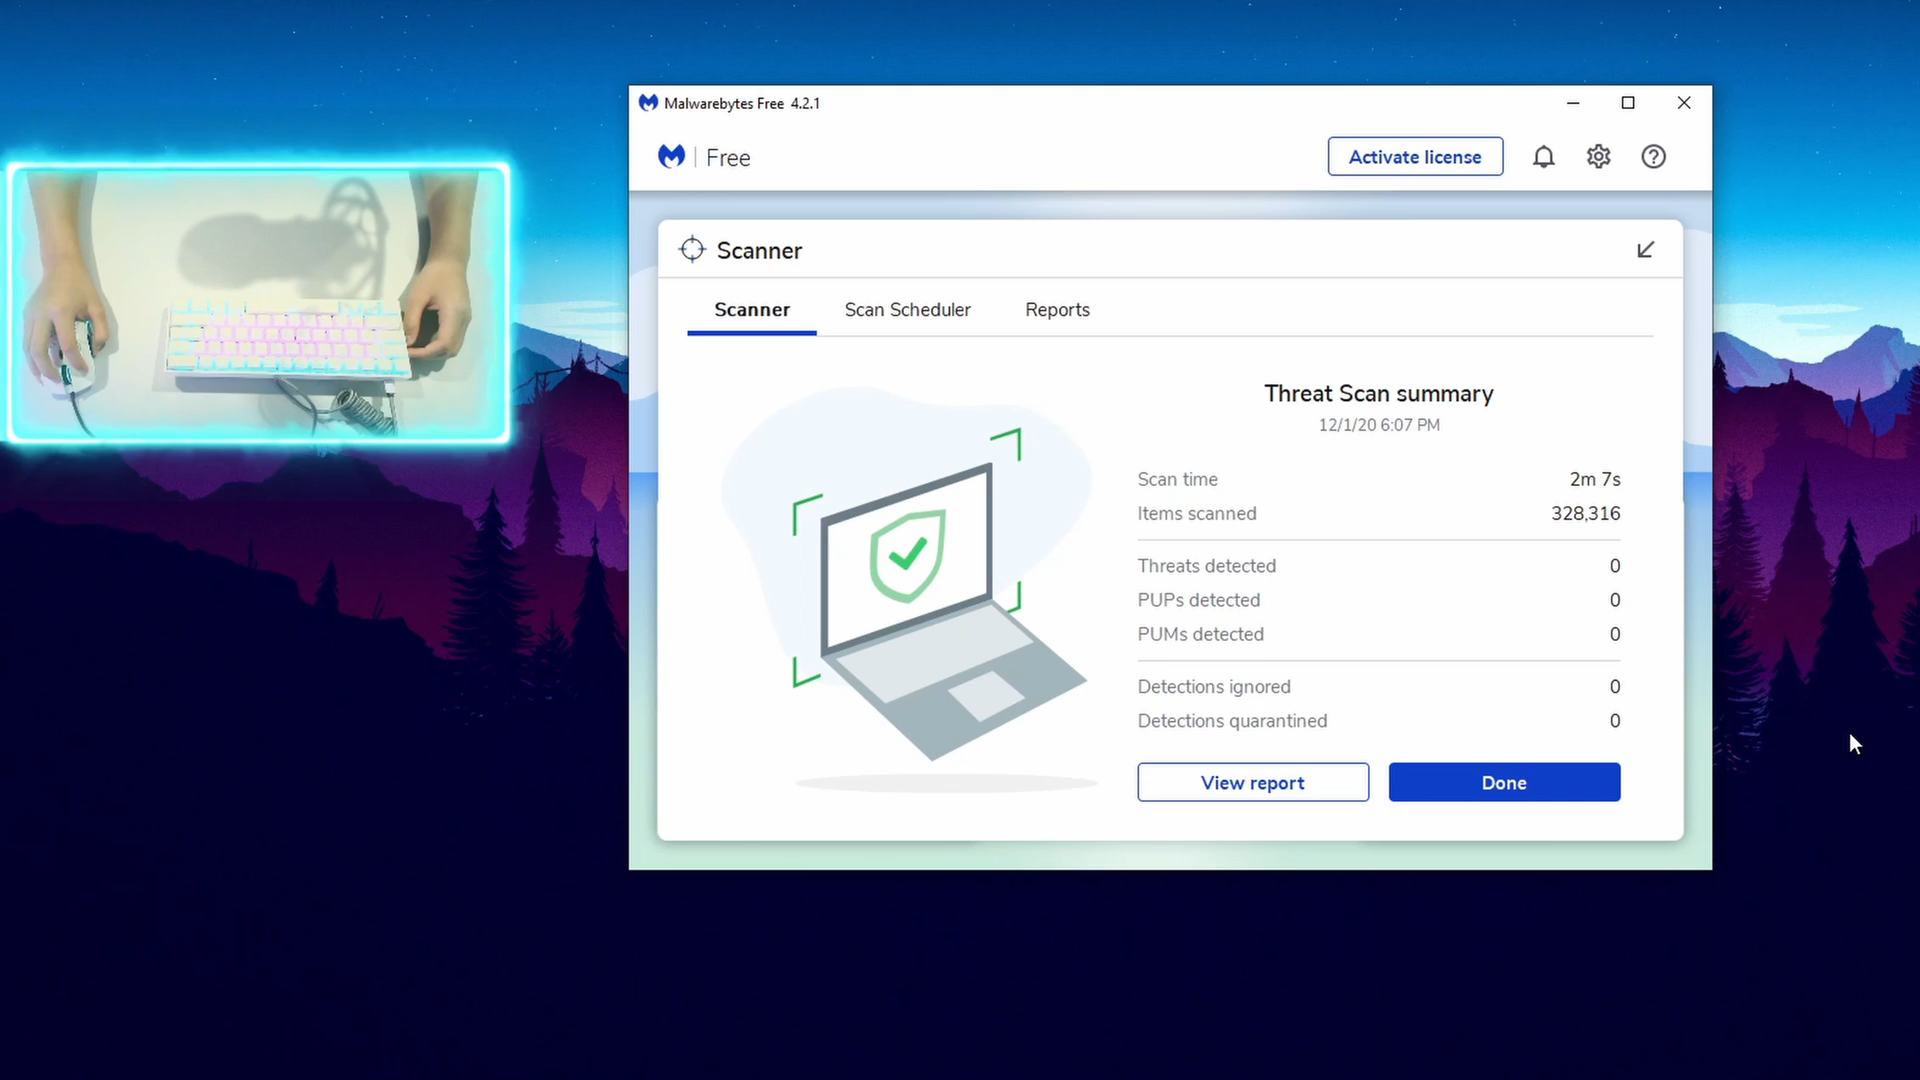 Malwarebytes Free 4.2.1
Free
Activate license
Scanner
Scanner Scan Scheduler Reports
Threat Scan summary
12/1/20 6:07 PM
Scan time 2m 7s
Items scanned 328,316
Threats detected 0
PUPs detected 0
PUMs detected 0
Detections ignored 0
Detections quarantined 0
View report Done